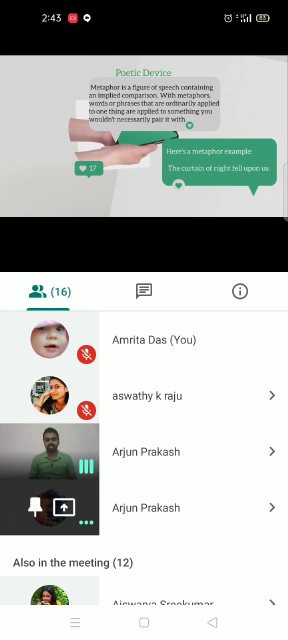 2:43
83
Poetic Device
Metaphor is a figure of speech containing
an implied comparison. With metaphors,
words or phrases that are ordinarily applied
to one thing are applied to something you
wouldn't necessarily pair it with.
17
Here's a metaphor example:
The curtain of night fell upon us.
(16)
Amrita Das (You)
aswathy k raju
Arjun Prakash
Arjun Prakash
Also in the meeting (12)
Aiswarya Sreekumar